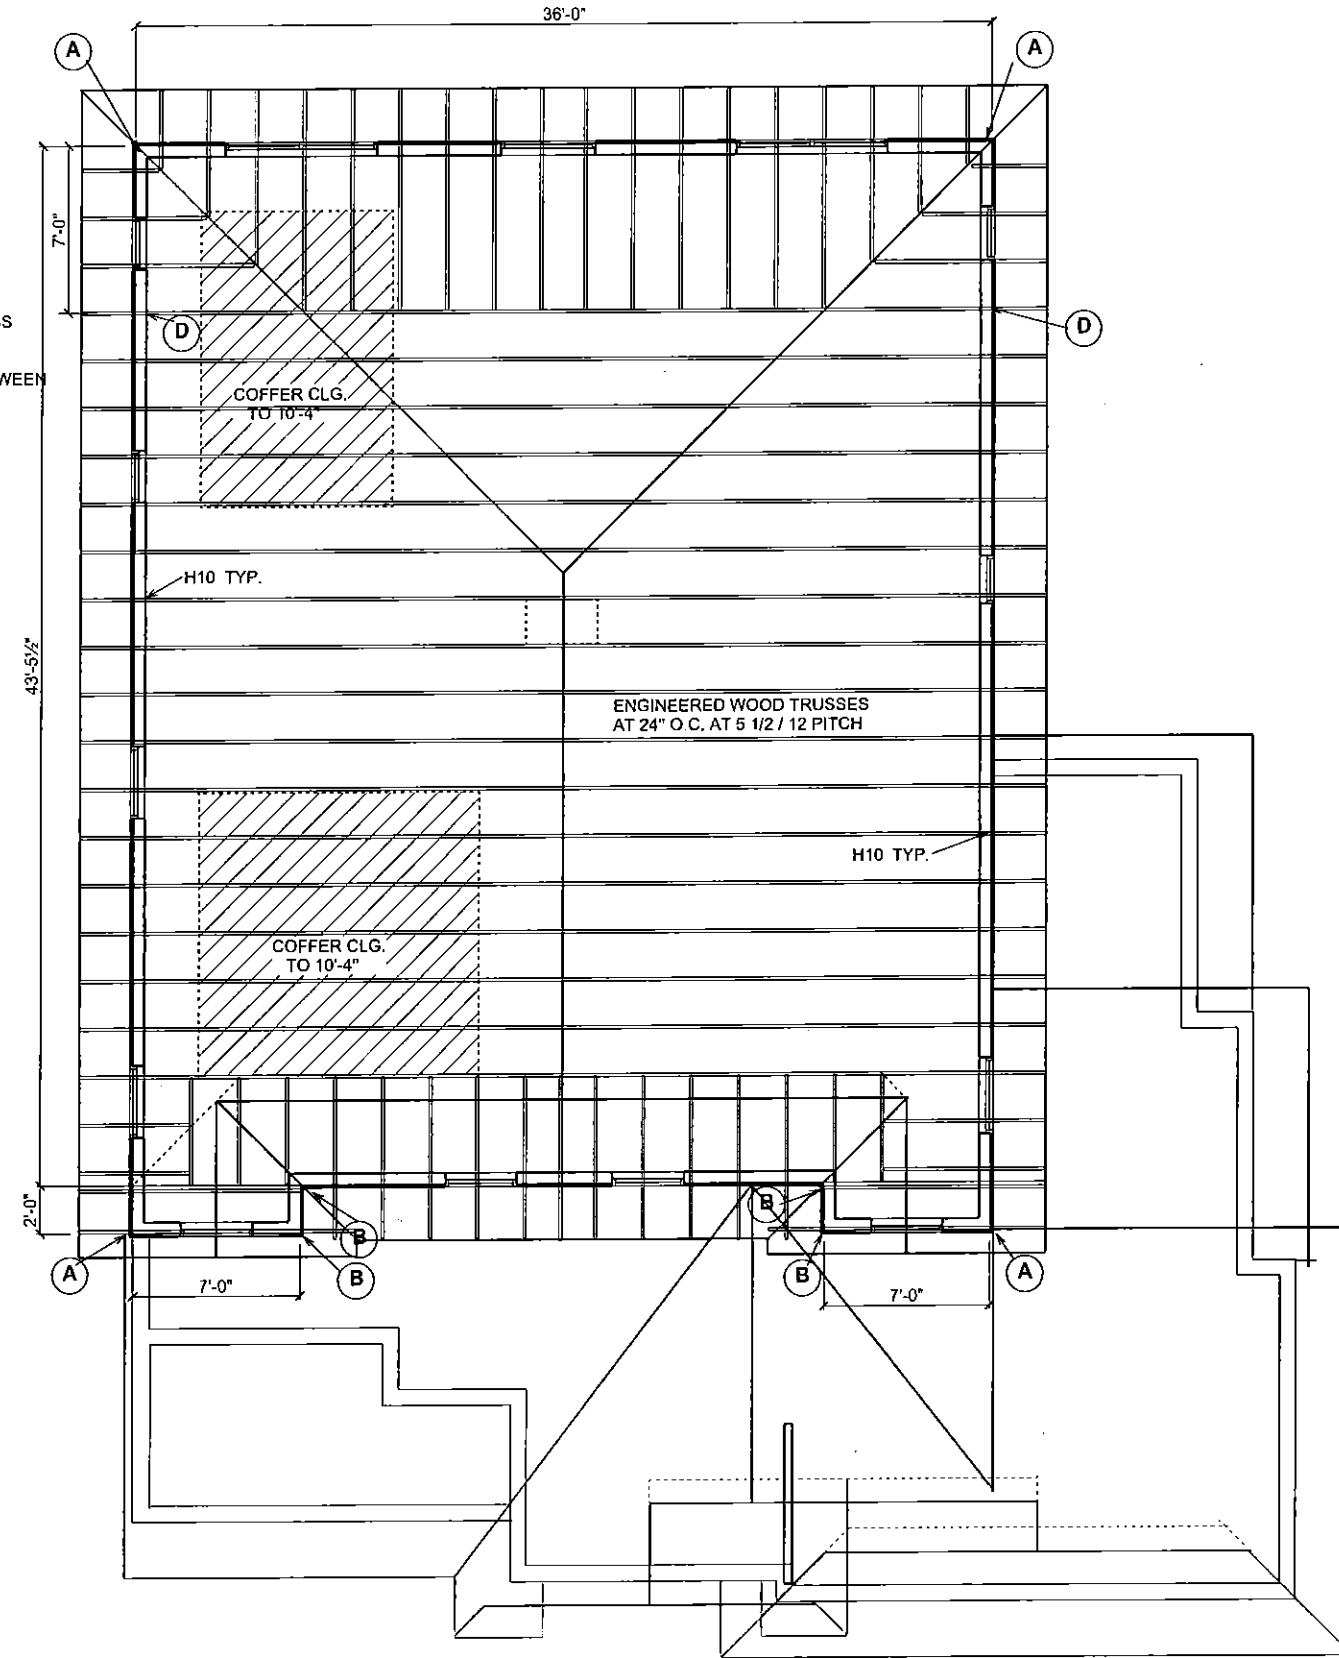 36'-0"
A
A
7'-0"
S
D
D
WEEN
COFFER CLG.
TO 10'-4"
H10 TYP.
43'-5½"
ENGINEERED WOOD TRUSSES
AT 24" O.C. AT 5 1/2 / 12 PITCH
H10 TYP.
COFFER CLG.
TO 10'-4"
2'-0"
B
B
A
B
B
A
7'-0"
7'-0"